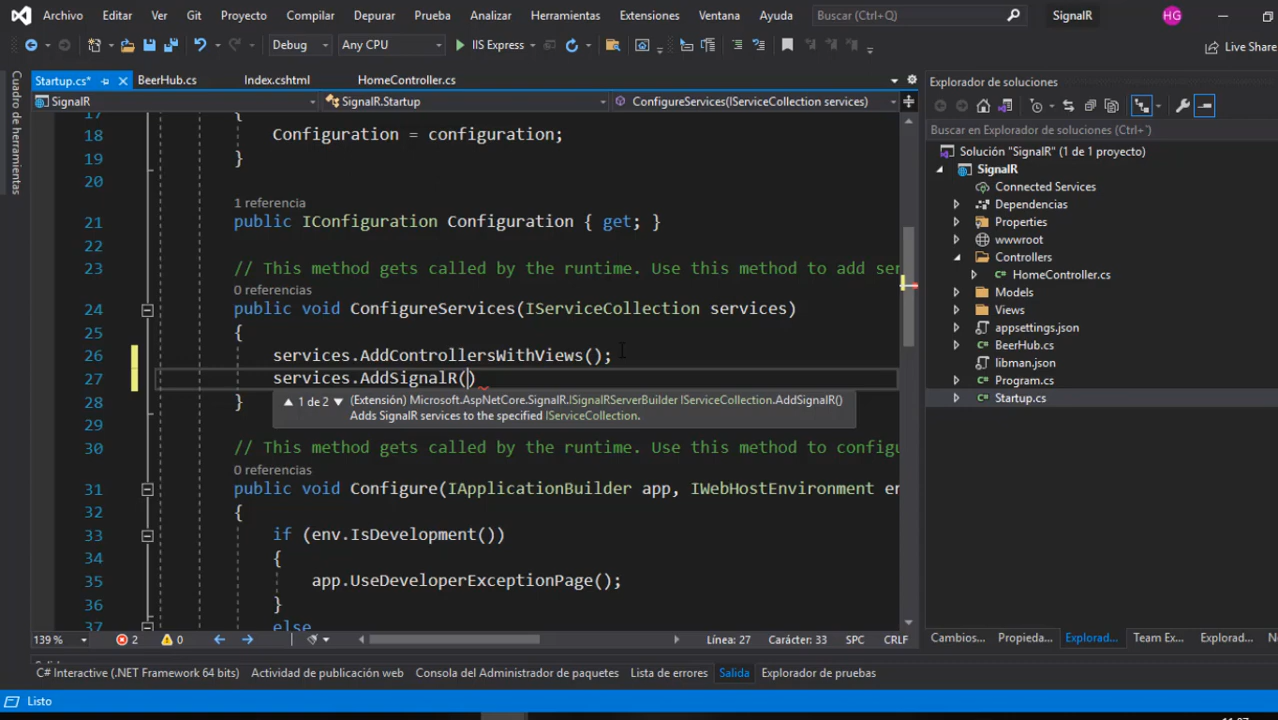 Archivo Editar Ver Git Proyecto Compilar Depurar Prueba Analizar Herramientas Extensiones Ventana Ayuda Buscar (Ctrl+Q) SignalR HG
Debug Any CPU IIS Express Live Share
Startup.cs* BeerHub.cs Index.cshtml HomeController.cs
SignalR SignalR.Startup ConfigureServices(IServiceCollection services)
Cuadro de herramientas
17 {
18 Configuration = configuration;
19 }
20
1 referencia
21 public IConfiguration Configuration { get; }
22
23 // This method gets called by the runtime. Use this method to add ser
0 referencias
24 public void ConfigureServices(IServiceCollection services)
25 {
26 services.AddControllersWithViews();
27 services.AddSignalR()
28 }
1 de 2 (Extensión) Microsoft.AspNetCore.SignalR.ISignalRServerBuilder IServiceCollection.AddSignalR()
Adds SignalR services to the specified IServiceCollection.
29
30 // This method gets called by the runtime. Use this method to configu
0 referencias
31 public void Configure(IApplicationBuilder app, IWebHostEnvironment en
32 {
33 if (env.IsDevelopment())
34 {
35 app.UseDeveloperExceptionPage();
36 }
37 else
139 % 2 0 Línea: 27 Carácter: 33 SPC CRLF
Explorador de soluciones
Buscar en Explorador de soluciones (Ctrl+´)
Solución "SignalR" (1 de 1 proyecto)
SignalR
Connected Services
Dependencias
Properties
wwwroot
Controllers
HomeController.cs
Models
Views
appsettings.json
BeerHub.cs
libman.json
Program.cs
Startup.cs
Cambios... Propieda... Explorad... Team Ex... Explorad...
C# Interactive (.NET Framework 64 bits) Actividad de publicación web Consola del Administrador de paquetes Lista de errores Salida Explorador de pruebas
Listo